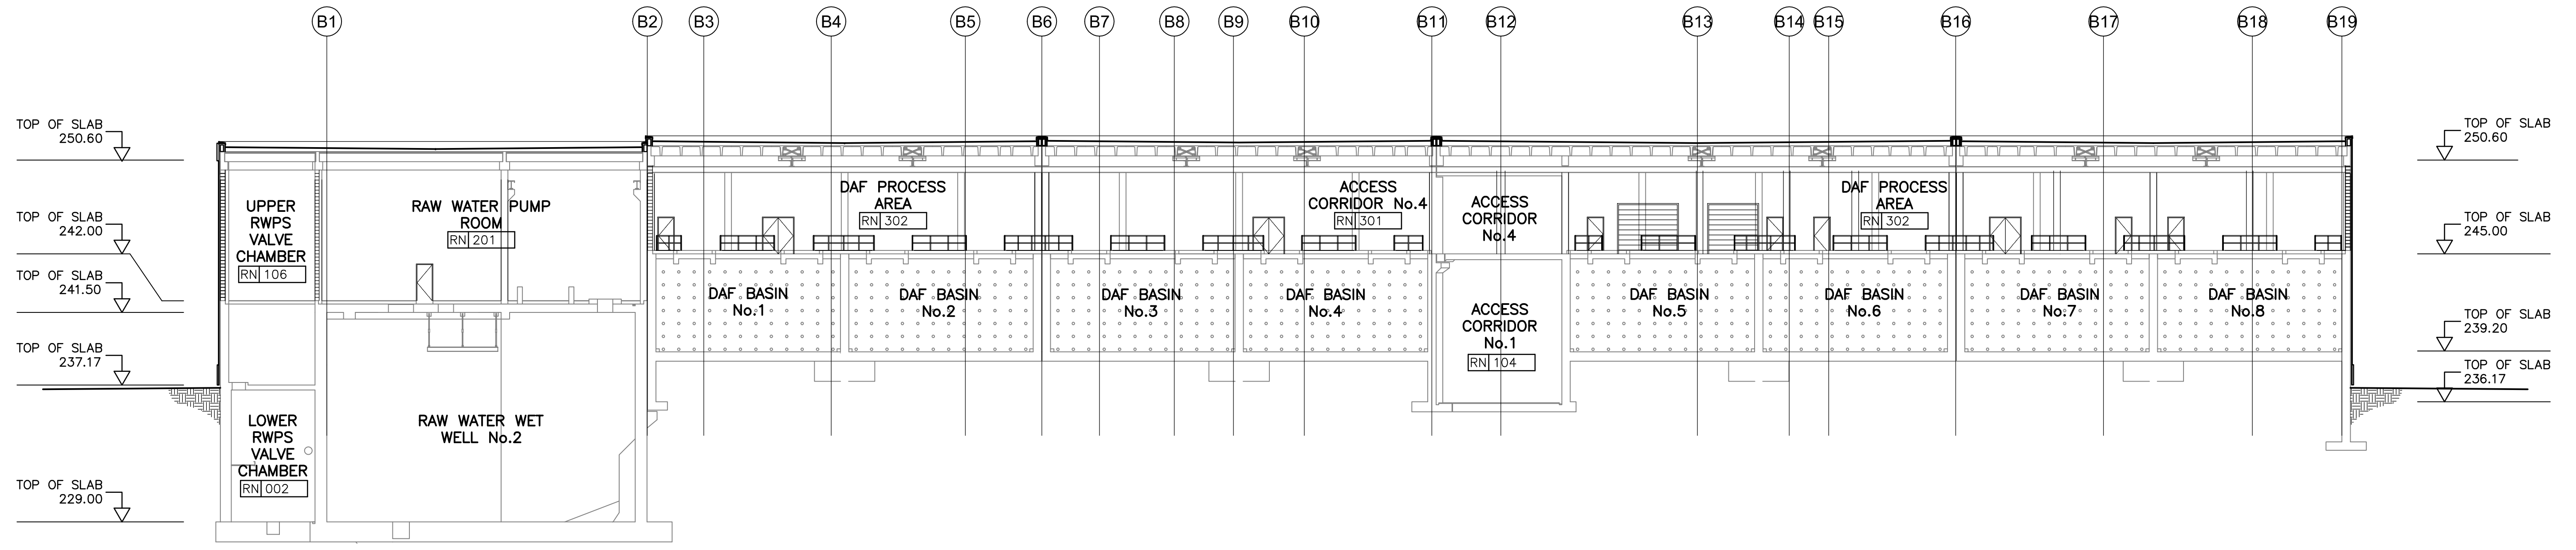 B1
B2
B3
B4
B5
B6
B7
B8
B9
B10
B11
B12
B13
B14
B15
B16
B17
B18
B19
TOP OF SLAB
250.60
TOP OF SLAB
242.00
TOP OF SLAB
241.50
TOP OF SLAB
237.17
TOP OF SLAB
229.00
UPPER
RWPS
VALVE
CHAMBER
RN 106
RAW WATER PUMP
ROOM
RN 201
LOWER
RWPS
VALVE
CHAMBER
RN 002
RAW WATER WET
WELL No.2
DAF PROCESS
AREA
RN 302
ACCESS
CORRIDOR No.4
RN 301
ACCESS
CORRIDOR
No.4
DAF PROCESS
AREA
RN 302
DAF BASIN
No.1
DAF BASIN
No.2
DAF BASIN
No.3
DAF BASIN
No.4
ACCESS
CORRIDOR
No.1
RN 104
DAF BASIN
No.5
DAF BASIN
No.6
DAF BASIN
No.7
DAF BASIN
No.8
TOP OF SLAB
250.60
TOP OF SLAB
245.00
TOP OF SLAB
239.20
TOP OF SLAB
236.17